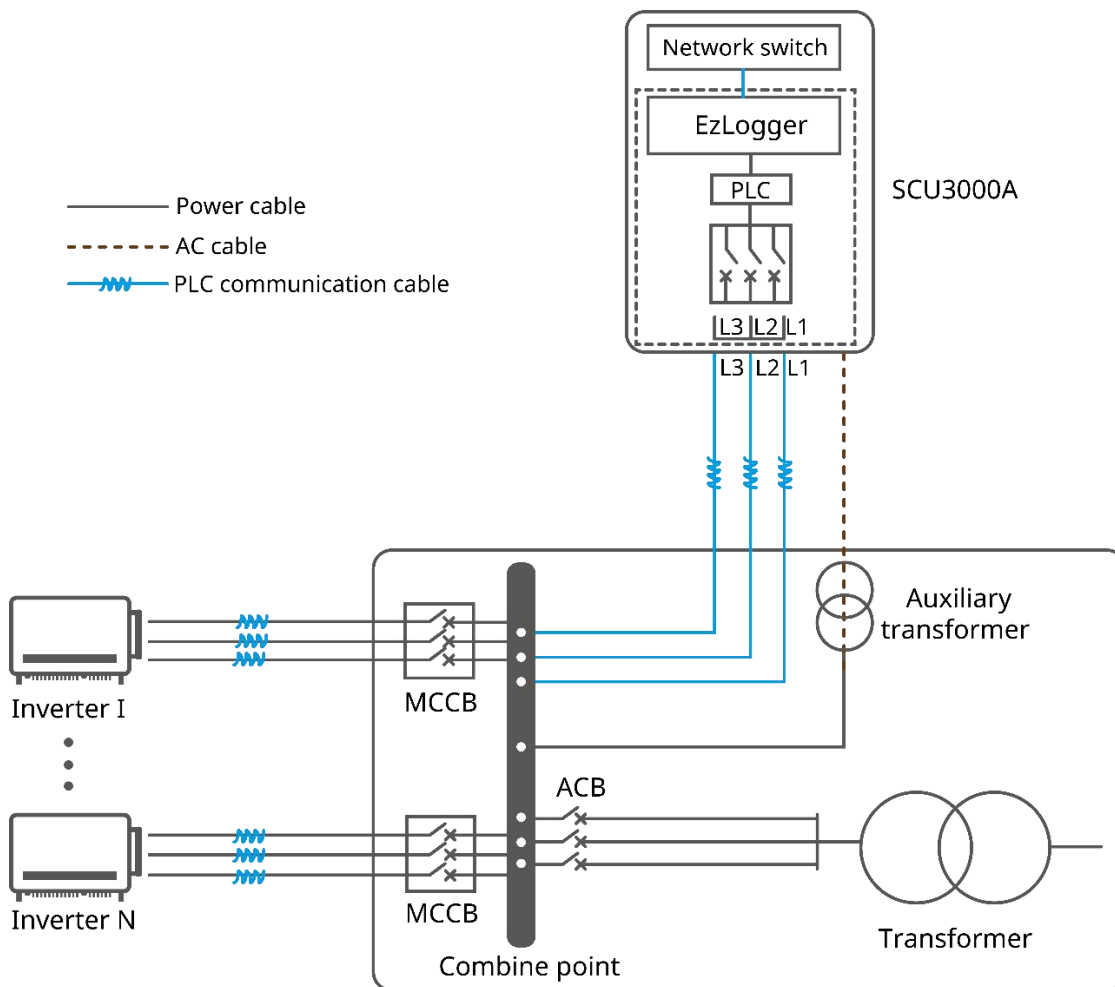 Network switch
EzLogger
PLC
SCU3000A
Power cable
AC cable
PLC communication cable
L3 L2 L1
L3 L2 L1
Auxiliary
transformer
MCCB
Inverter I
ACB
MCCB
Inverter N
Transformer
Combine point